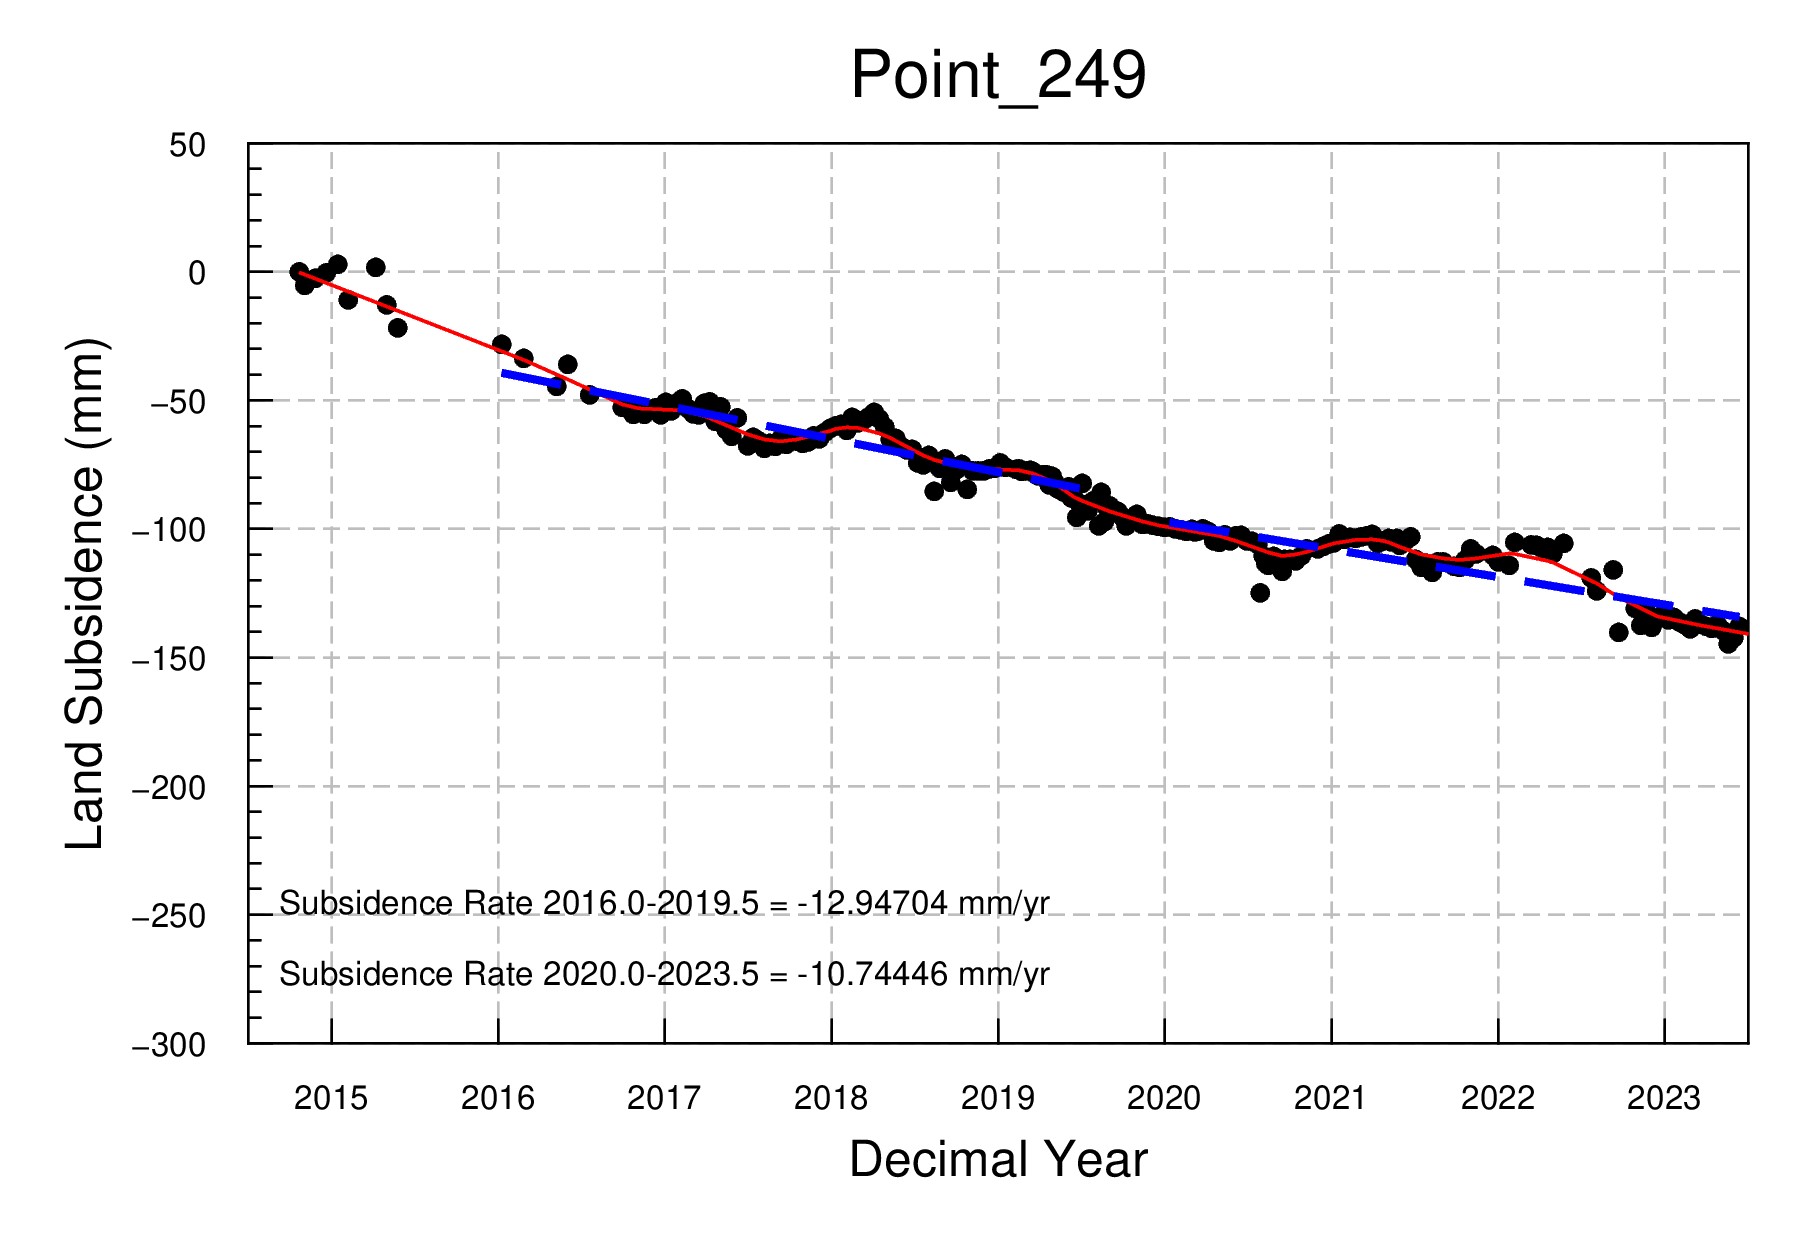 Point_249
50
0
−50
−100
−150
−200
−250
−300
Land Subsidence (mm)
Subsidence Rate 2016.0-2019.5 = -12.94704 mm/yr
Subsidence Rate 2020.0-2023.5 = -10.74446 mm/yr
2015 2016 2017 2018 2019 2020 2021 2022 2023
Decimal Year